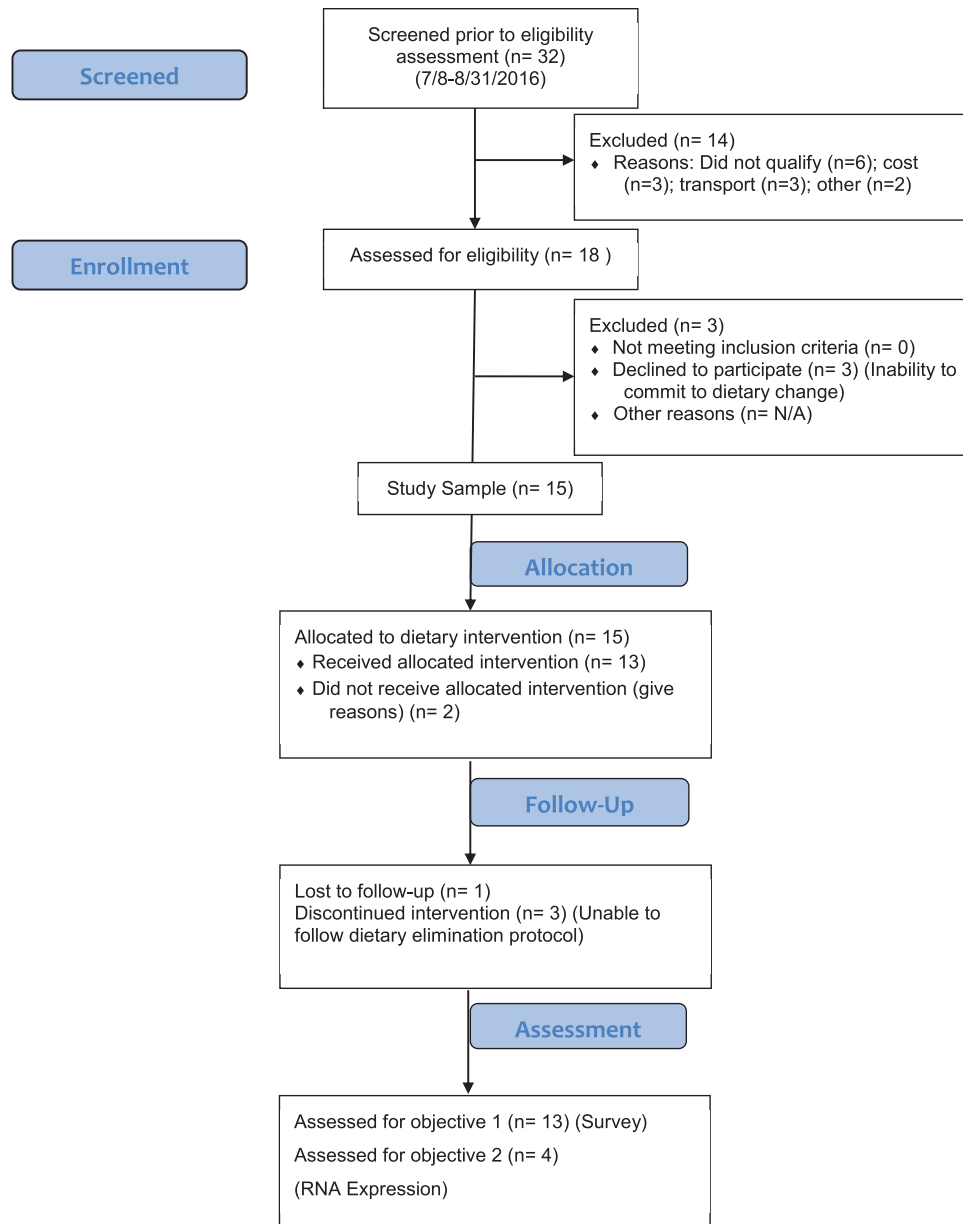 Screened prior to eligibility
assessment (n= 32)
(7/8-8/31/2016)
Screened
Excluded (n= 14)
♦ Reasons: Did not qualify (n=6); cost
(n=3); transport (n=3); other (n=2)
Assessed for eligibility (n= 18 )
Enrollment
Excluded (n= 3)
♦ Not meeting inclusion criteria (n= 0)
♦ Declined to participate (n= 3) (Inability to
commit to dietary change)
♦ Other reasons (n= N/A)
Study Sample (n= 15)
Allocation
Allocated to dietary intervention (n= 15)
♦ Received allocated intervention (n= 13)
♦ Did not receive allocated intervention (give
reasons) (n= 2)
Follow-Up
Lost to follow-up (n= 1)
Discontinued intervention (n= 3) (Unable to
follow dietary elimination protocol)
Assessment
Assessed for objective 1 (n= 13) (Survey)
Assessed for objective 2 (n= 4)
(RNA Expression)